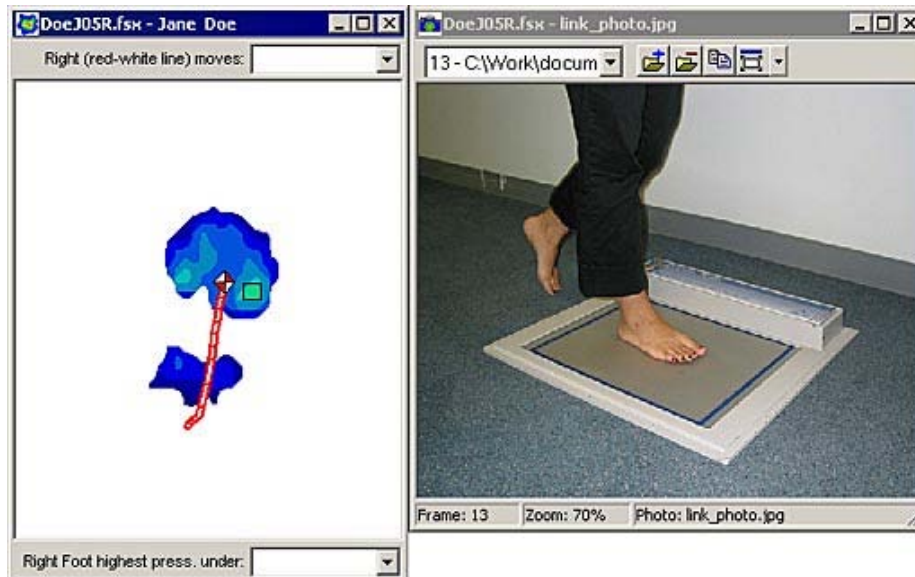 DoeJ05R.fsx - Jane Doe
Right (red-white line) moves:
Right Foot highest press. under:
DoeJ05R.fsx - link_photo.jpg
13 - C:\Work\docum
Frame: 13
Zoom: 70%
Photo: link_photo.jpg